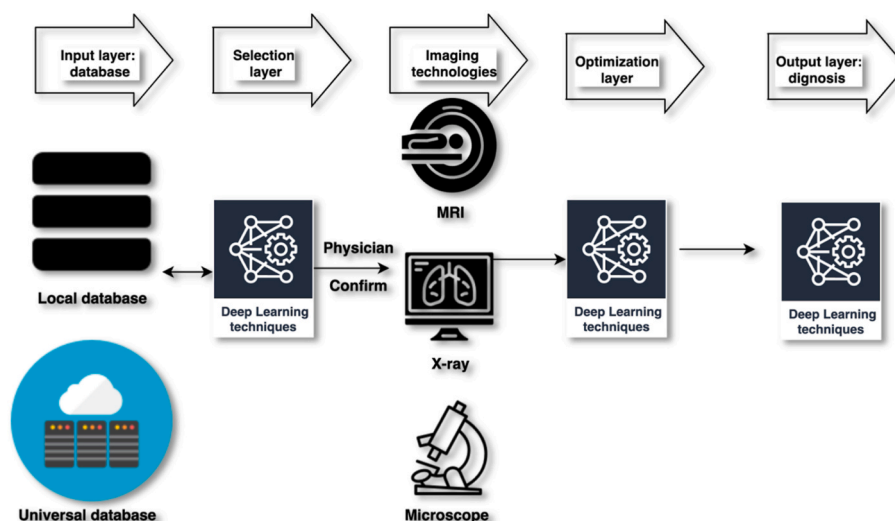 Input layer:
database
Selection
layer
Imaging
technologies
Optimization
layer
Output layer:
dignosis
MRI
Physician
Confirm
Local database
Deep Learning
techniques
Deep Learning
techniques
Deep Learning
techniques
X-ray
Universal database
Microscope